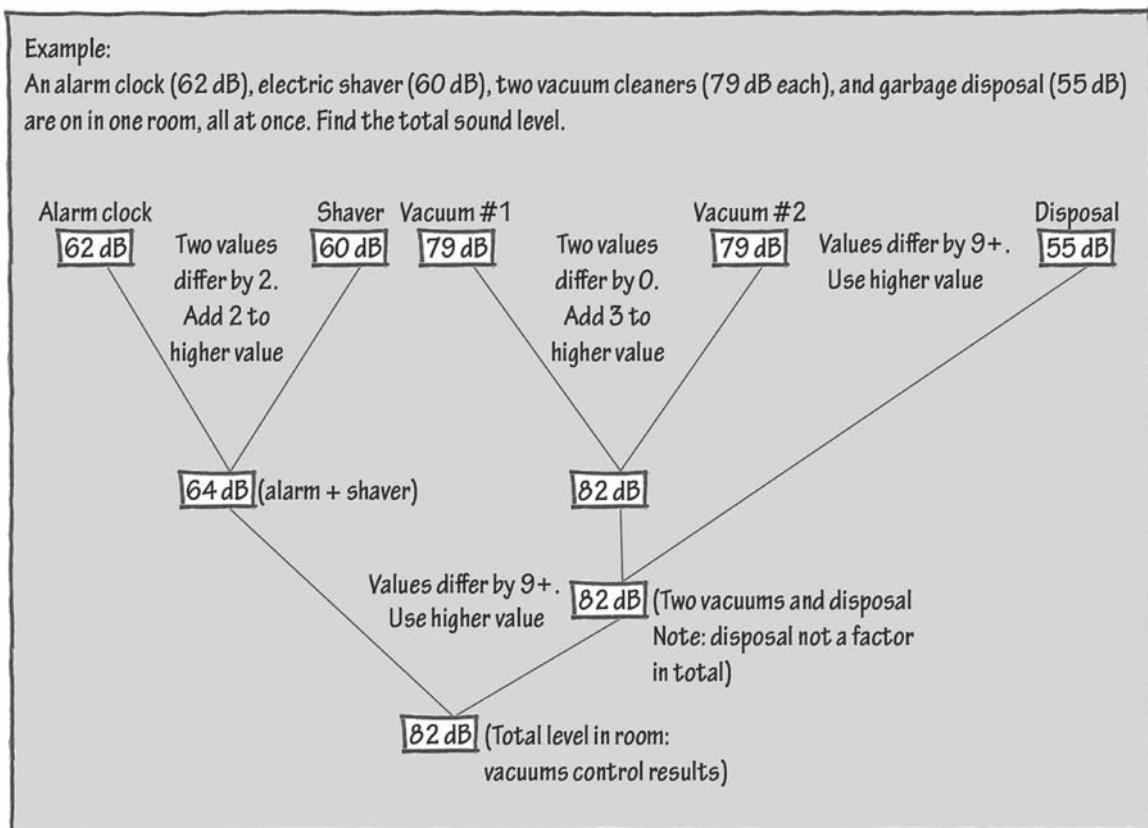 Example:
An alarm clock (62 dB), electric shaver (60 dB), two vacuum cleaners (79 dB each), and garbage disposal (55 dB)
are on in one room, all at once. Find the total sound level.
Alarm clock
62 dB
Two values
differ by 2.
Add 2 to
higher value
Shaver
60 dB
Vacuum #1
79 dB
Two values
differ by 0.
Add 3 to
higher value
Vacuum #2
79 dB
Values differ by 9+.
Use higher value
Disposal
55 dB
64 dB (alarm + shaver)
82 dB
Values differ by 9+.
Use higher value
82 dB (Two vacuums and disposal
Note: disposal not a factor
in total)
82 dB (Total level in room:
vacuums control results)